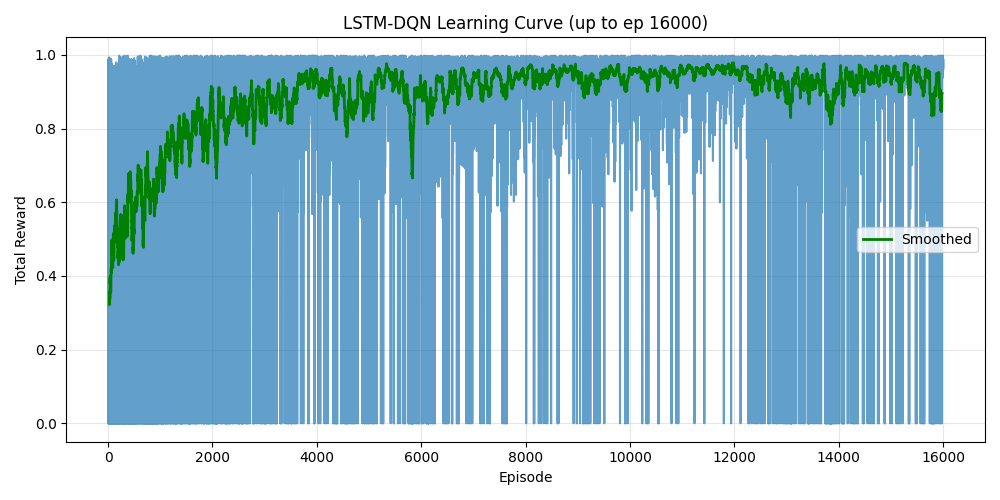 LSTM-DQN Learning Curve (up to ep 16000)
Total Reward
1.0
0.8
0.6
0.4
0.2
0.0
Smoothed
0 2000 4000 6000 8000 10000 12000 14000 16000
Episode